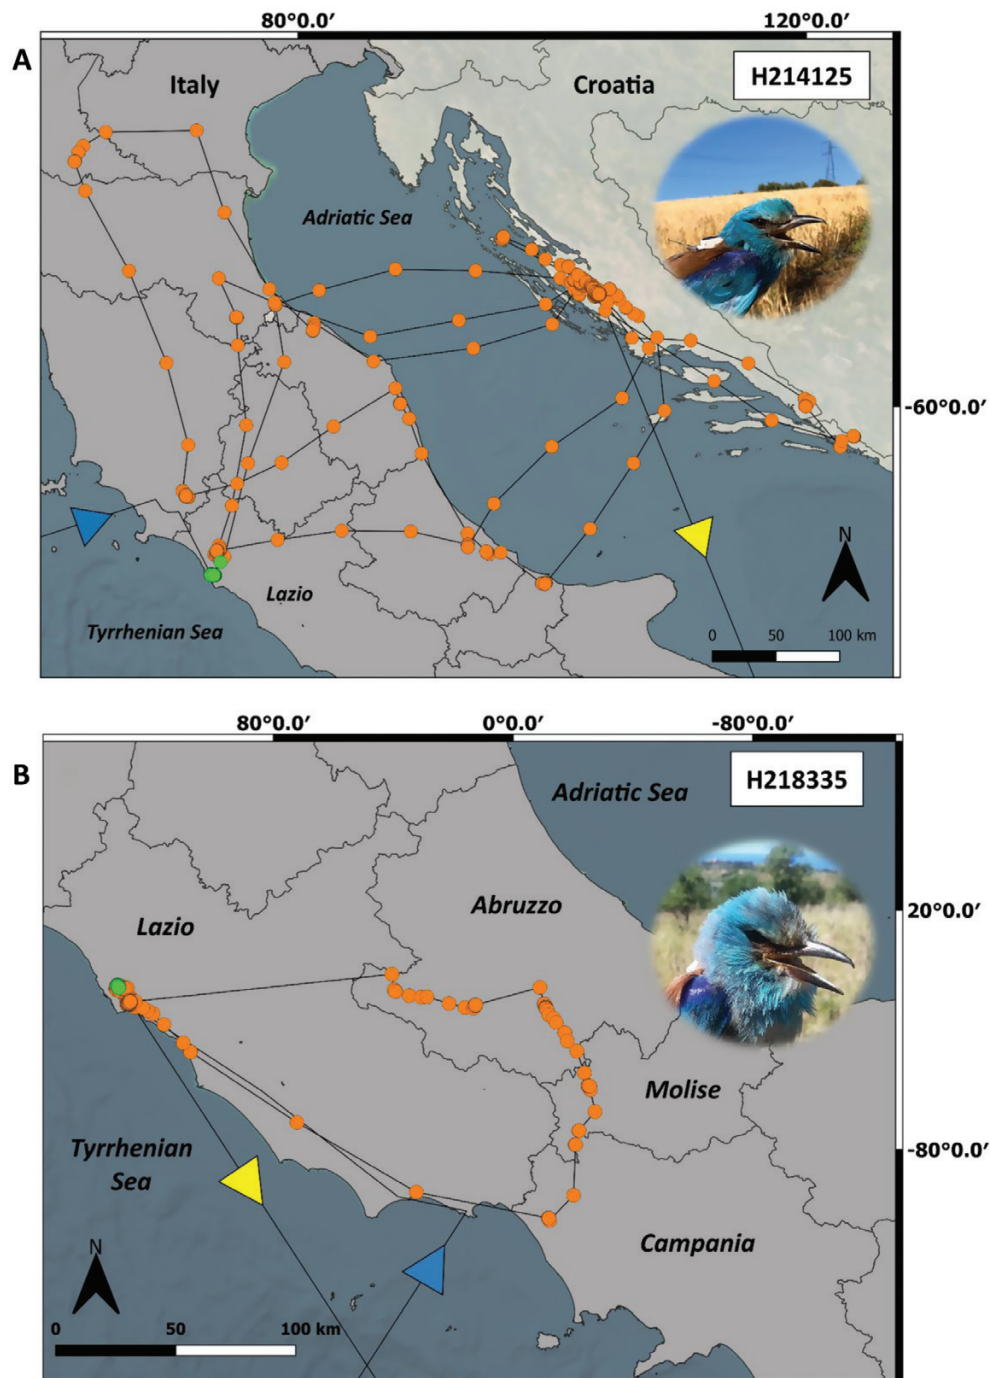 80°0.0′ 120°0.0′
A
Italy Croatia H214125
Adriatic Sea
-60°0.0′
N
Lazio
Tyrrhenian Sea
0 50 100 km
80°0.0′ 0°0.0′ -80°0.0′
B
H218335
Adriatic Sea
Abruzzo
Lazio
20°0.0′
Molise
Tyrrhenian
Sea
-80°0.0′
Campania
N
0 50 100 km